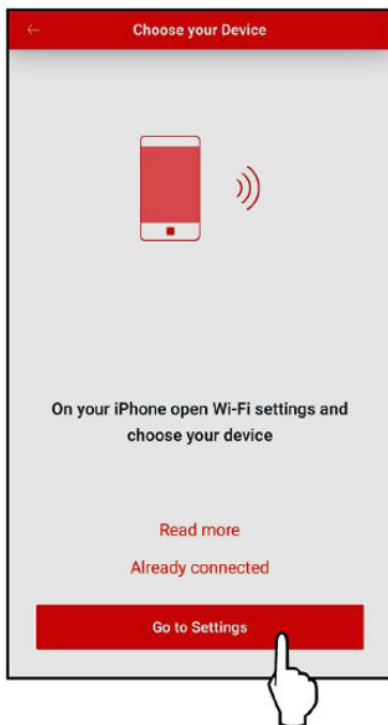 Choose your Device
On your iPhone open Wi-Fi settings and
choose your device
Read more
Already connected
Go to Settings